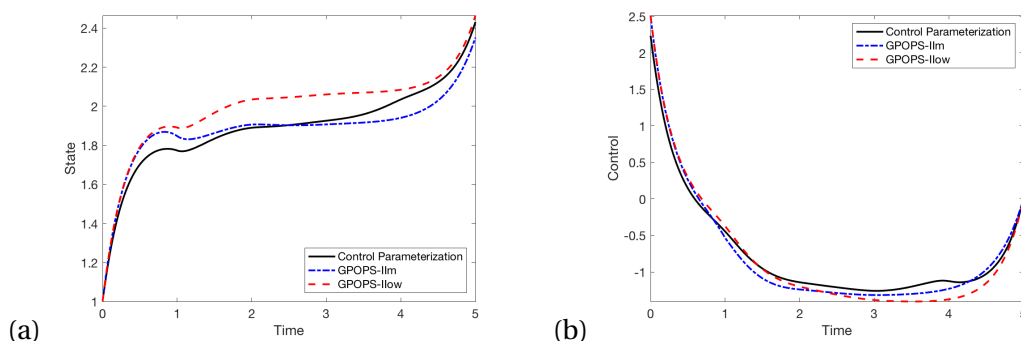 2.4
2.2
2
1.8
1.6
1.4
1.2
1
0
1
2
3
4
5
State
Time
Control Parameterization
GPOPS-IIm
GPOPS-IIow
(a)
2.5
2
1.5
1
0.5
0
-0.5
-1
0
1
2
3
4
5
Control
Time
Control Parameterization
GPOPS-IIm
GPOPS-IIow
(b)